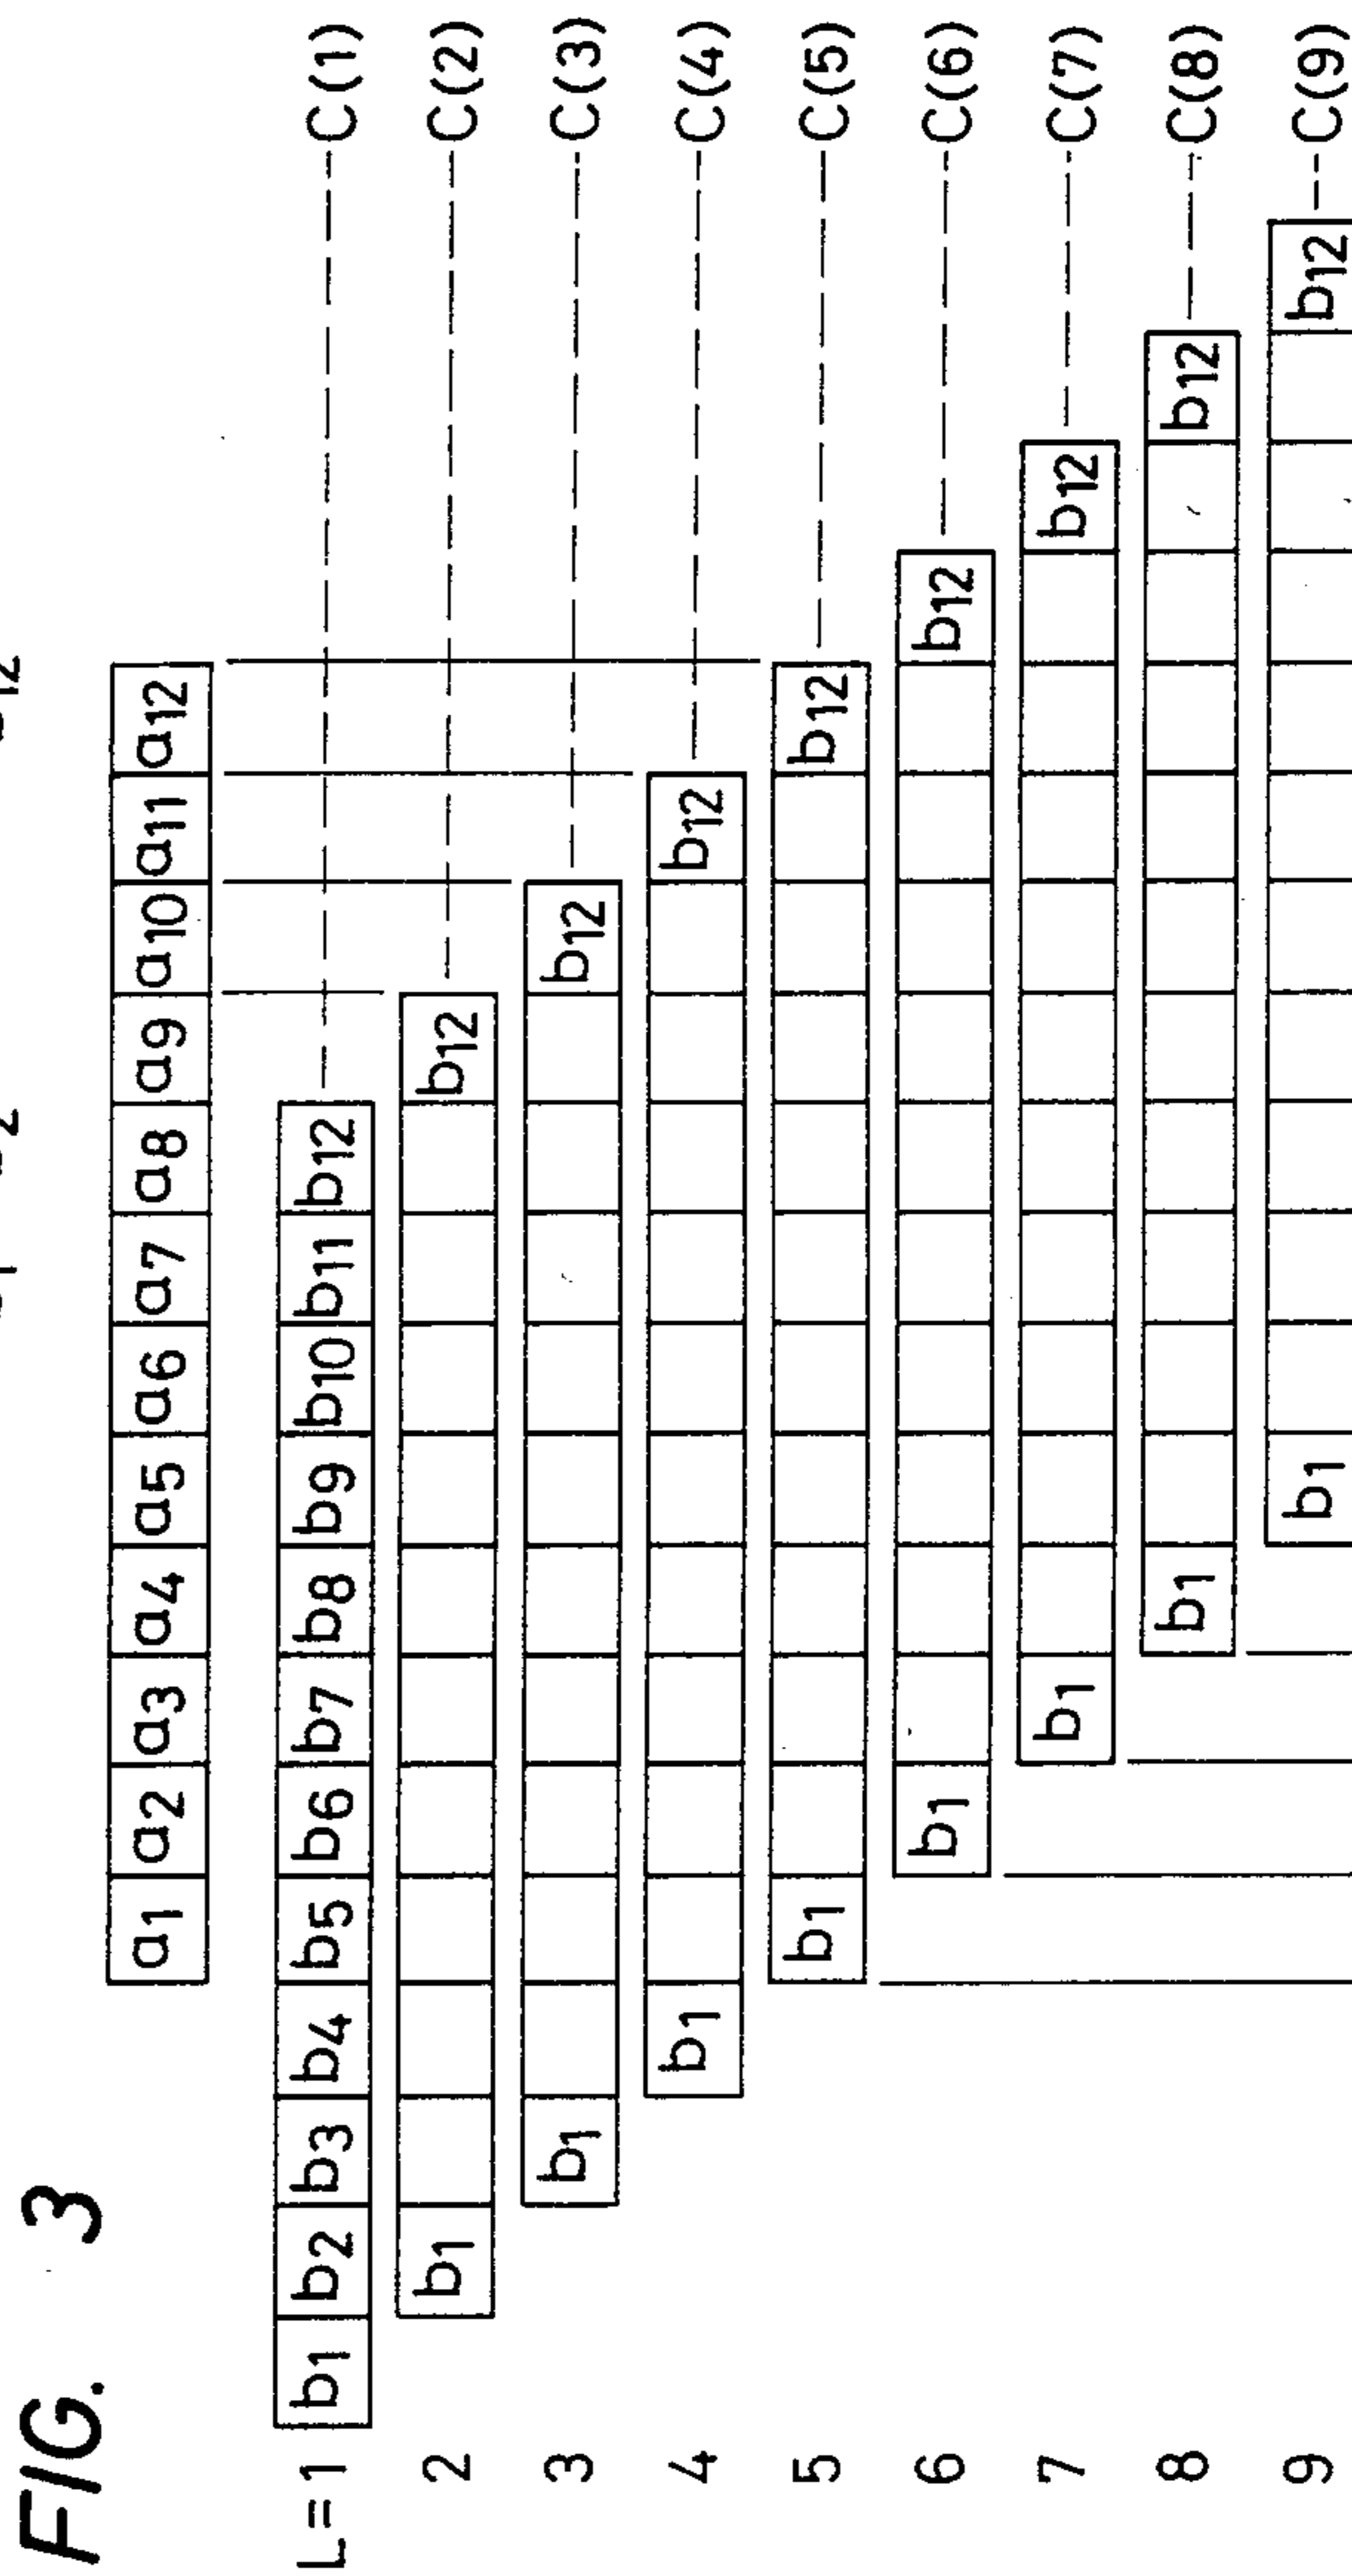 FIG. 3
a1 a2 a3 a4 a5 a6 a7 a8 a9 a10 a11 a12
L=1 b1 b2 b3 b4 b5 b6 b7 b8 b9 b10 b11 b12 C(1)
2 b1 b12 C(2)
3 b1 b12 C(3)
4 b1 b12 C(4)
5 b1 b12 C(5)
6 b1 b12 C(6)
7 b1 b12 C(7)
8 b1 b12 C(8)
9 b1 b12 C(9)